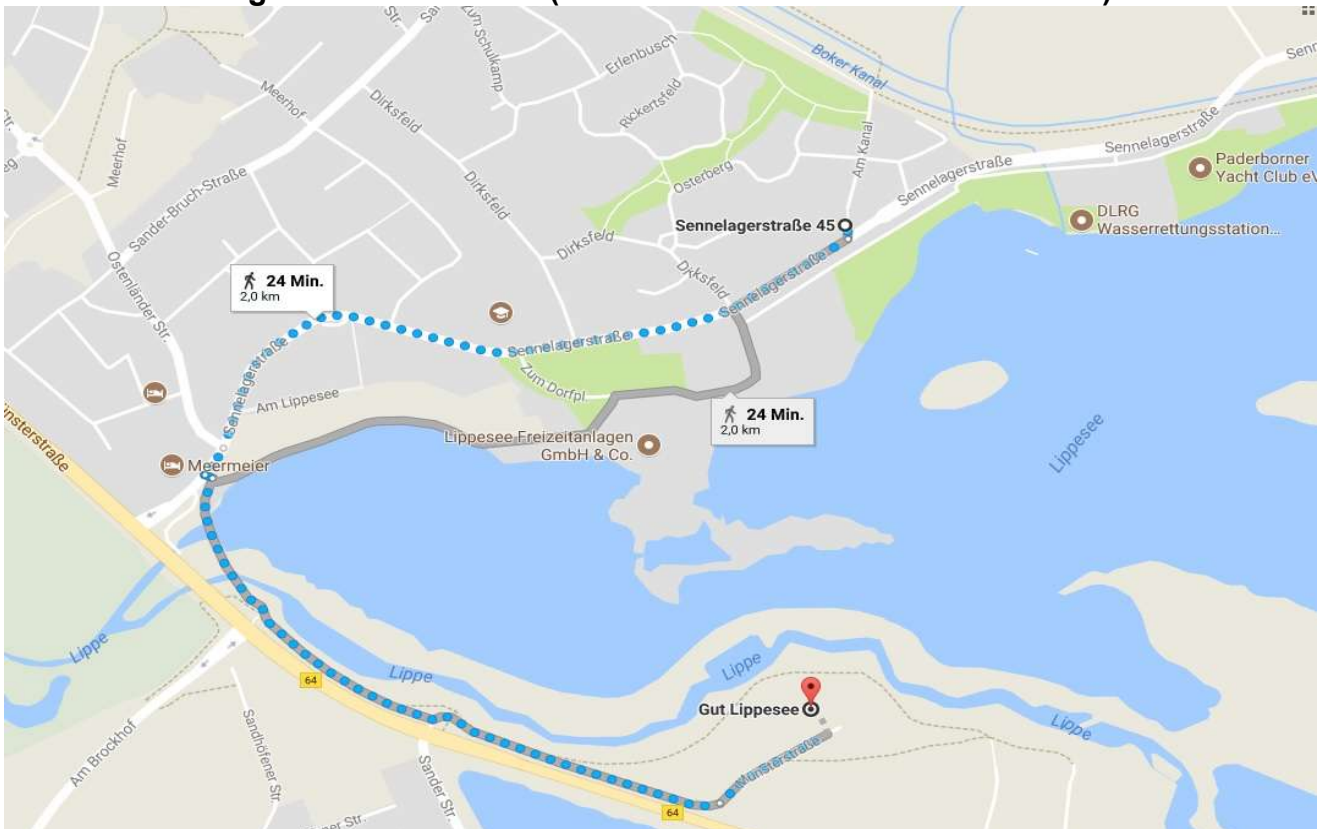 Meerhof
Meerhof
Zum Schulkamp
Erlenbusch
Rickertsfeld
Dirksfeld
Dirksfeld
Dirksfeld
Dirksfeld
Osterberg
Am Kanal
Boker Kanal
Sennelagerstraße
Sennelagerstraße
Paderborner
Yacht Club eV
DLRG
Wasserrettungsstation...
Sennelagerstraße 45
Sander-Bruch-Straße
Ostenländer Str.
24 Min.
2,0 km
Sennelagerstraße
Sennelagerstraße
Sennelagerstraße
Zum Dorfpl.
Am Lippesee
24 Min.
2,0 km
Lippesee Freizeitanlagen
GmbH & Co.
Lippesee
Meermeier
Lippe
Lippe
Lippe
Lippe
64
Gut Lippesee
Münsterstraße
64
Am Brockhof
Sandhöfener Str.
Sander Str.